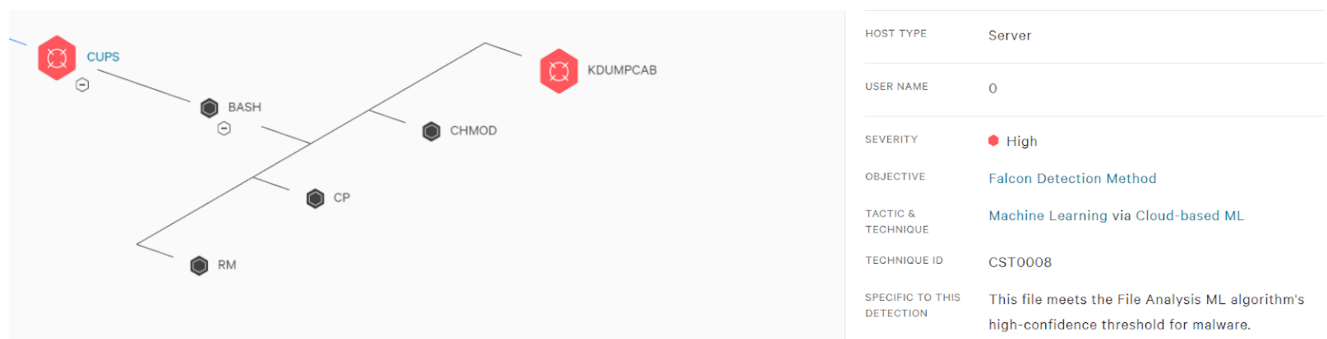 CUPS
BASH
KDUMPCAB
CHMOD
CP
RM
HOST TYPE Server
USER NAME 0
SEVERITY High
OBJECTIVE Falcon Detection Method
TACTIC & TECHNIQUE Machine Learning via Cloud-based ML
TECHNIQUE ID CST0008
SPECIFIC TO THIS DETECTION This file meets the File Analysis ML algorithm's
high-confidence threshold for malware.